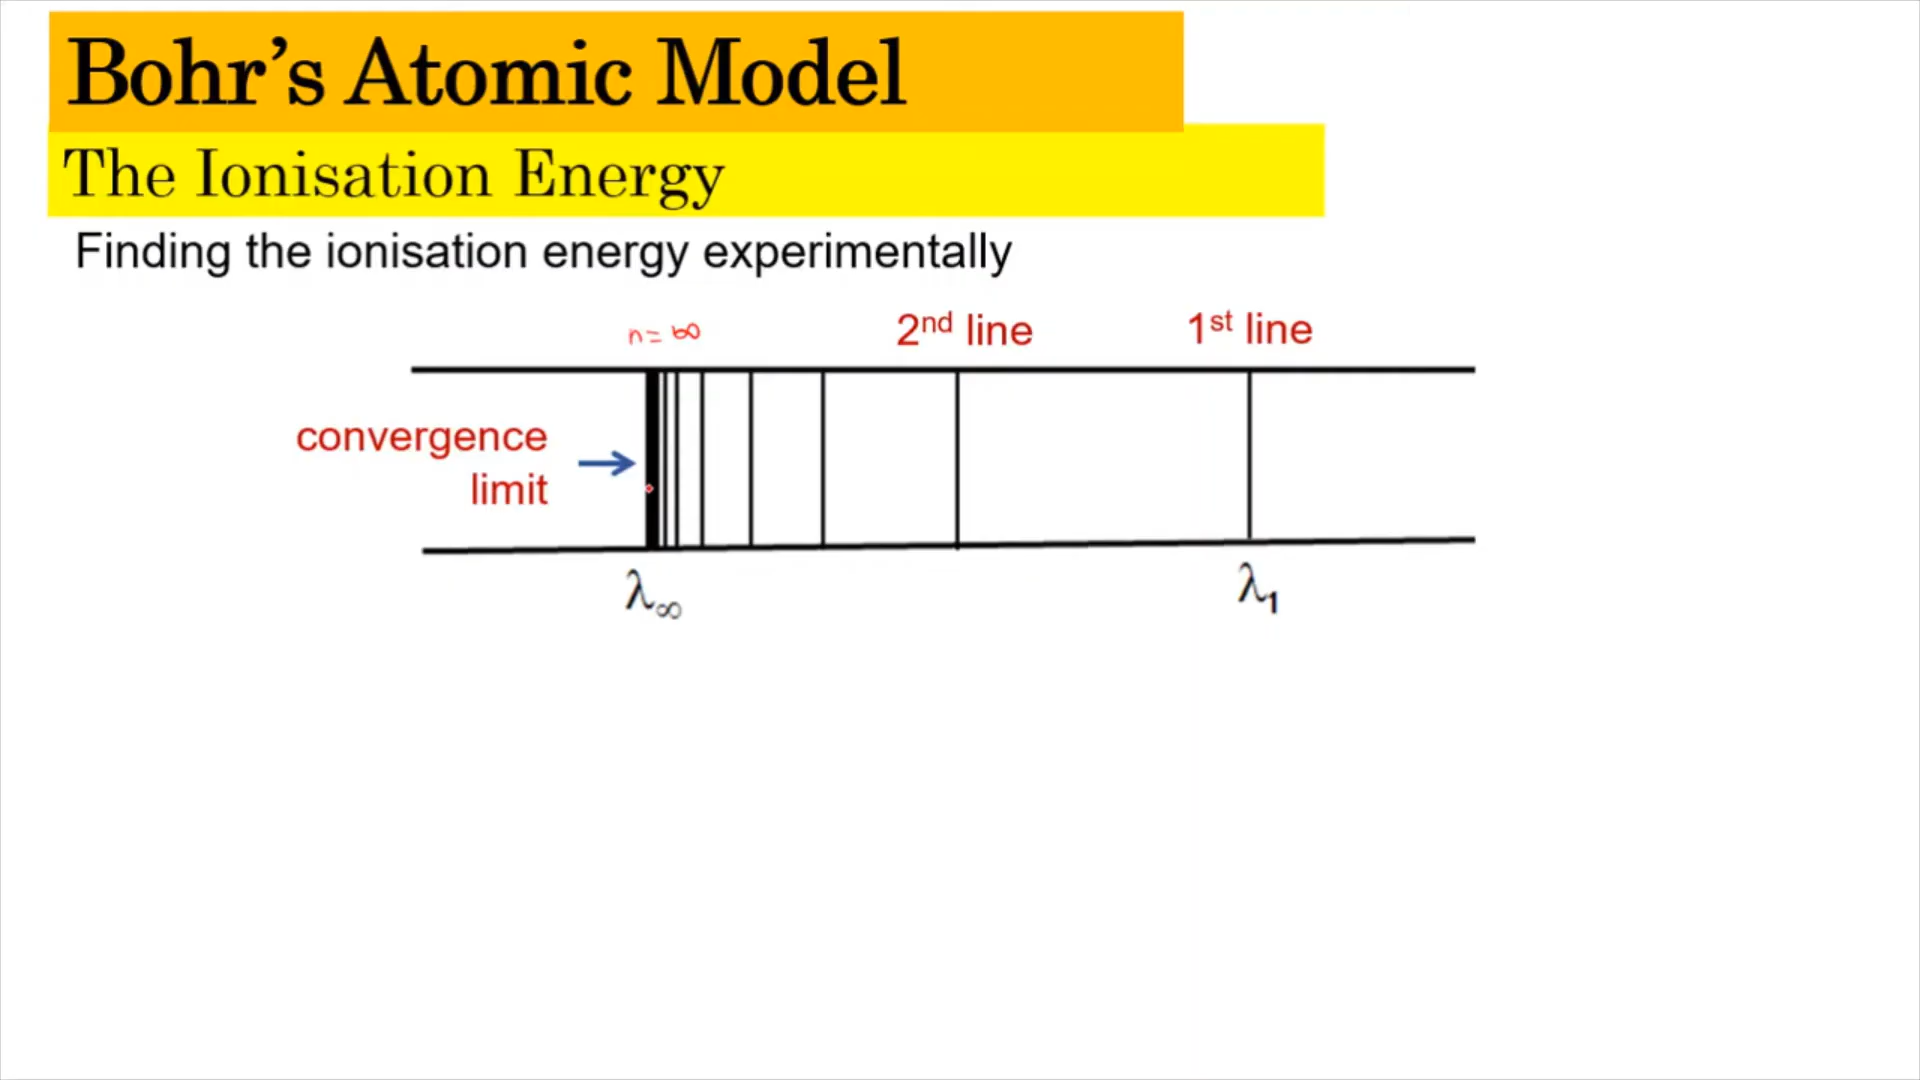 Bohr’s Atomic Model
The Ionisation Energy
Finding the ionisation energy experimentally
n = ∞
2nd line
1st line
convergence
limit
λ∞
λ1